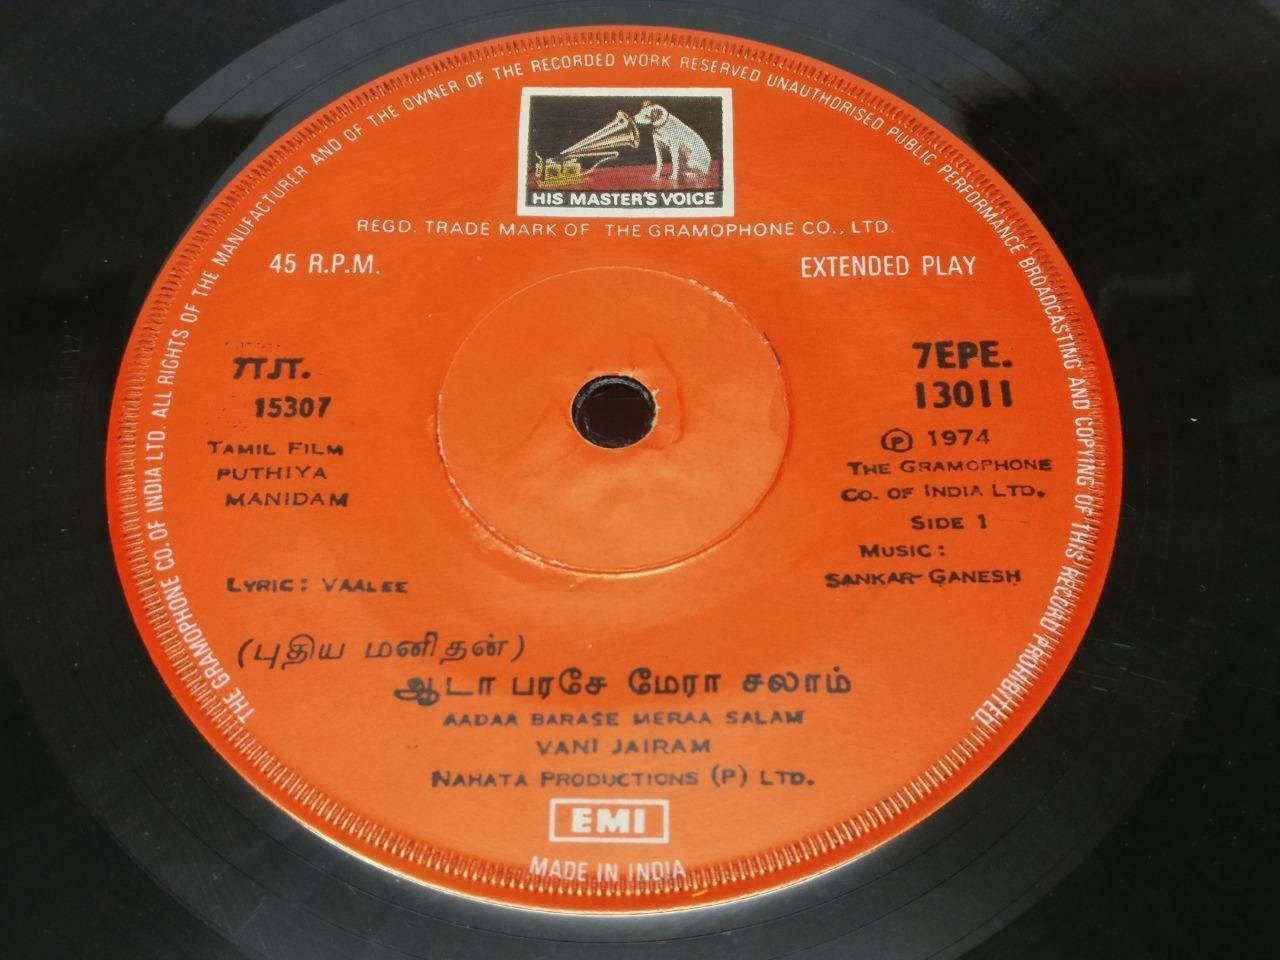 THE GRAMOPHONE CO. OF INDIA LTD. ALL RIGHTS OF THE MANUFACTURER AND OF THE OWNER OF THE RECORDED WORK RESERVED UNAUTHORISED PUBLIC PERFORMANCE BROADCASTING AND COPYING OF THIS RECORD PROHIBITED.
HIS MASTER'S VOICE
REGD. TRADE MARK OF THE GRAMOPHONE CO., LTD.
45 R.P.M.
EXTENDED PLAY
7TJT.
15307
TAMIL FILM
PUTHIYA
MANIDAM
LYRIC: VAALEE
7EPE.
13011
Ⓟ 1974
THE GRAMOPHONE
CO. OF INDIA LTD.
SIDE 1
MUSIC:
SANKAR-GANESH
(புதிய மனிதன்)
ஆடா பரசே மேரா சலாம்
AADAA BARASE MERAA SALAM
VANI JAIRAM
NAHATA PRODUCTIONS (P) LTD.
EMI
MADE IN INDIA